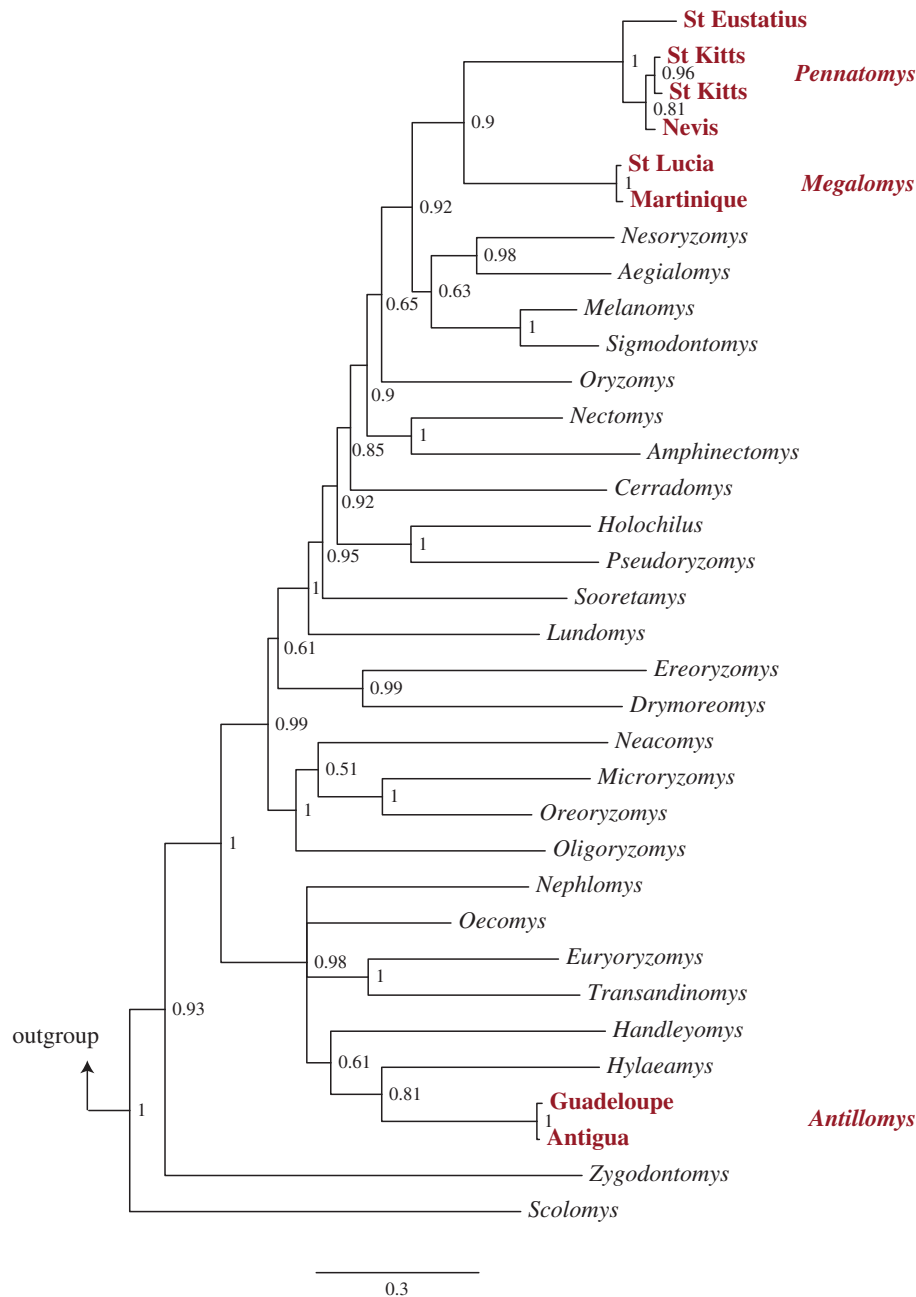 St Eustatius
1
St Kitts
0.96
Pennatomys
St Kitts
0.81
Nevis
0.9
St Lucia
1
Megalomys
Martinique
0.92
Nesoryzomys
0.98
Aegialomys
0.63
0.65
Melanomys
1
Sigmodontomys
Oryzomys
0.9
Nectomys
1
0.85
Amphinectomys
Cerradomys
0.92
Holochilus
1
0.95
Pseudoryzomys
1
Sooretamys
Lundomys
0.61
Ereoryzomys
0.99
Drymoreomys
0.99
Neacomys
0.51
Microryzomys
1
1
Oreoryzomys
1
Oligoryzomys
Nephlomys
Oecomys
0.98
Euryoryzomys
1
Transandinomys
0.93
outgroup
Handleyomys
0.61
Hylaeamys
0.81
Guadeloupe
1
1
Antillomys
Antigua
Zygodontomys
Scolomys
0.3